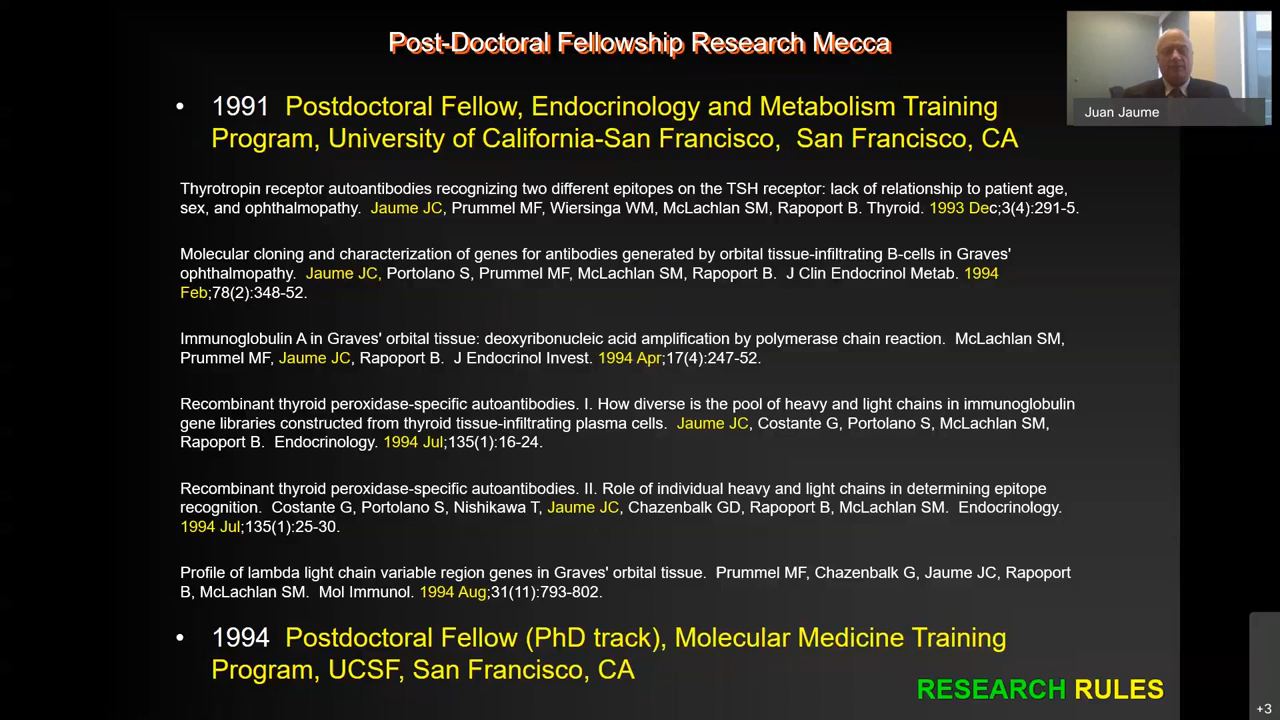 Post-Doctoral Fellowship Research Mecca
Juan Jaume
• 1991 Postdoctoral Fellow, Endocrinology and Metabolism Training
Program, University of California-San Francisco, San Francisco, CA
Thyrotropin receptor autoantibodies recognizing two different epitopes on the TSH receptor: lack of relationship to patient age,
sex, and ophthalmopathy. Jaume JC, Prummel MF, Wiersinga WM, McLachlan SM, Rapoport B. Thyroid. 1993 Dec;3(4):291-5.
Molecular cloning and characterization of genes for antibodies generated by orbital tissue-infiltrating B-cells in Graves'
ophthalmopathy. Jaume JC, Portolano S, Prummel MF, McLachlan SM, Rapoport B. J Clin Endocrinol Metab. 1994
Feb;78(2):348-52.
Immunoglobulin A in Graves' orbital tissue: deoxyribonucleic acid amplification by polymerase chain reaction. McLachlan SM,
Prummel MF, Jaume JC, Rapoport B. J Endocrinol Invest. 1994 Apr;17(4):247-52.
Recombinant thyroid peroxidase-specific autoantibodies. I. How diverse is the pool of heavy and light chains in immunoglobulin
gene libraries constructed from thyroid tissue-infiltrating plasma cells. Jaume JC, Costante G, Portolano S, McLachlan SM,
Rapoport B. Endocrinology. 1994 Jul;135(1):16-24.
Recombinant thyroid peroxidase-specific autoantibodies. II. Role of individual heavy and light chains in determining epitope
recognition. Costante G, Portolano S, Nishikawa T, Jaume JC, Chazenbalk GD, Rapoport B, McLachlan SM. Endocrinology.
1994 Jul;135(1):25-30.
Profile of lambda light chain variable region genes in Graves' orbital tissue. Prummel MF, Chazenbalk G, Jaume JC, Rapoport
B, McLachlan SM. Mol Immunol. 1994 Aug;31(11):793-802.
• 1994 Postdoctoral Fellow (PhD track), Molecular Medicine Training
Program, UCSF, San Francisco, CA
RESEARCH RULES
+3